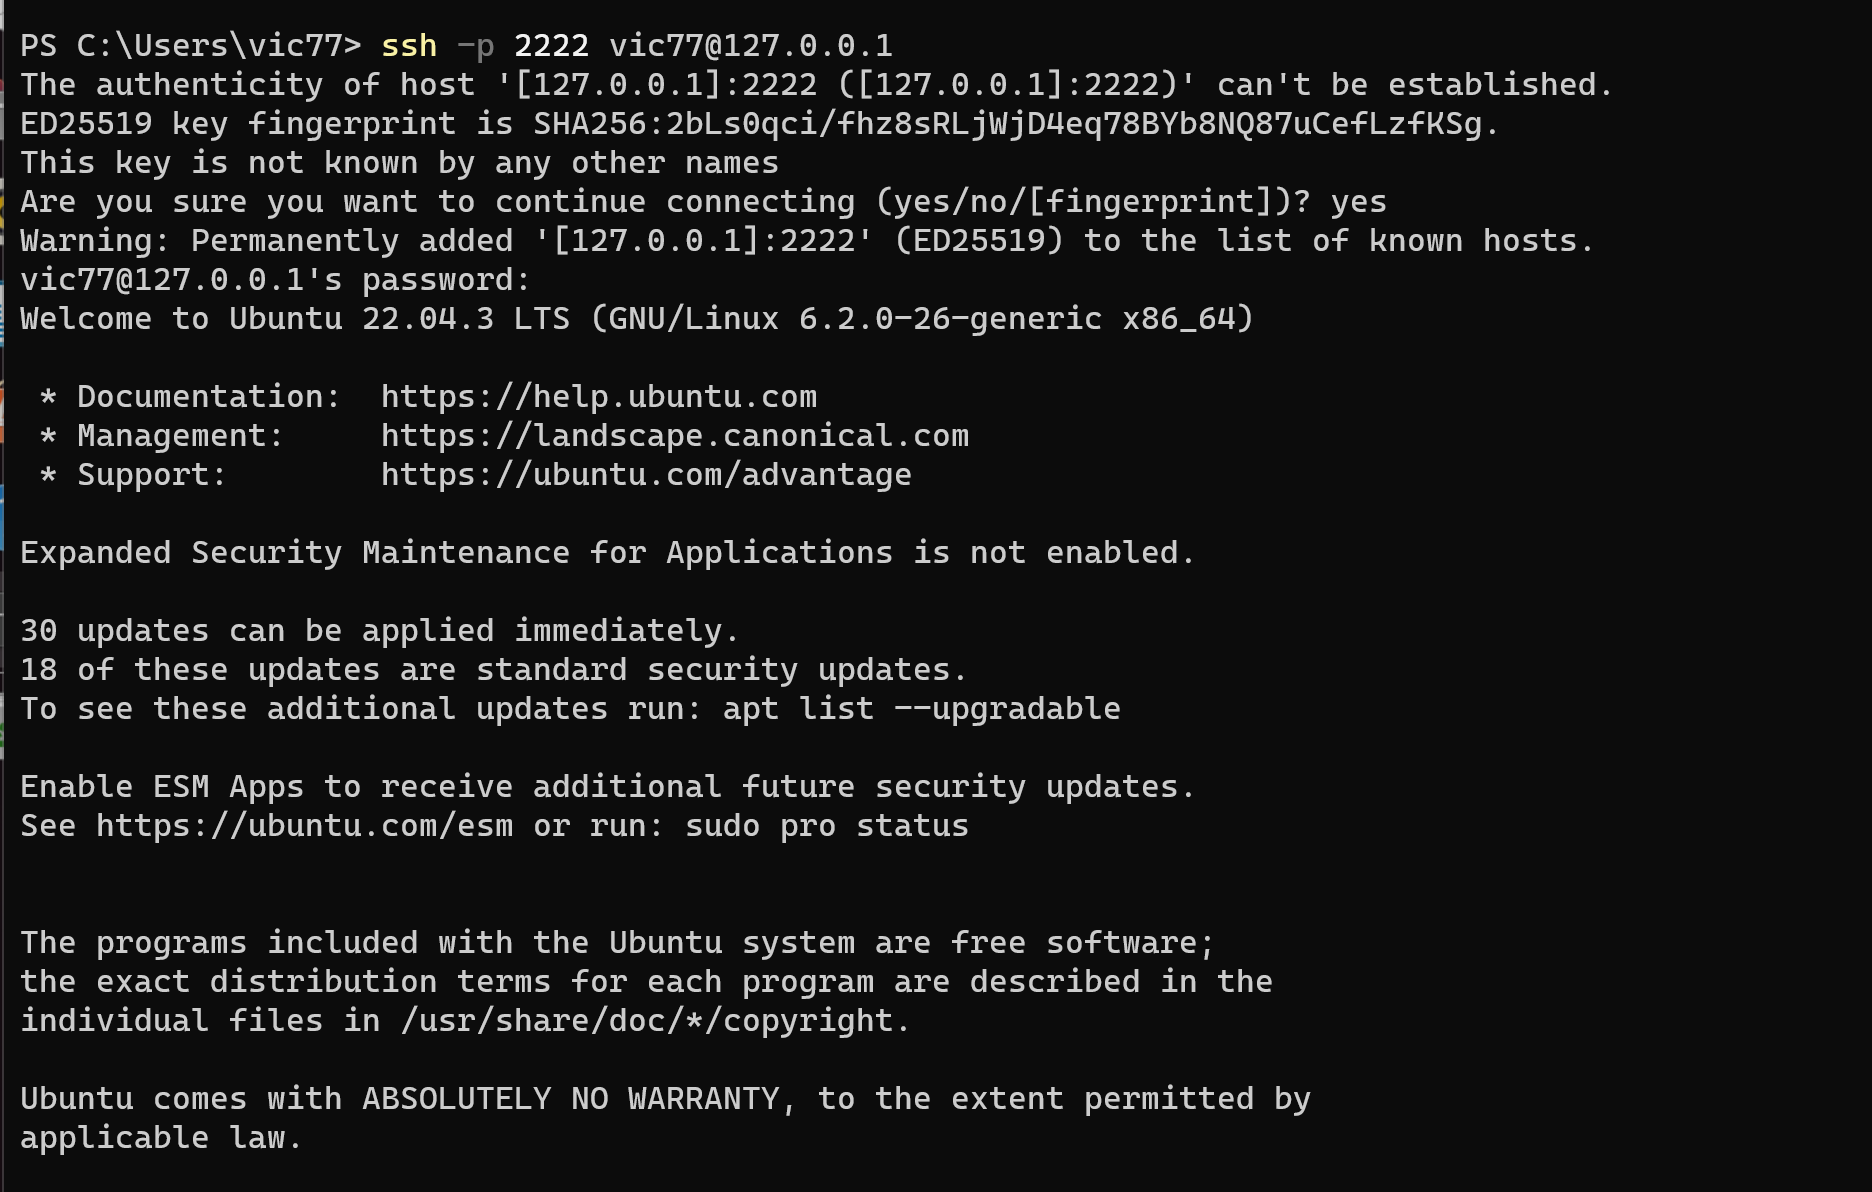 PS C:\Users\vic77> ssh -p 2222 vic77@127.0.0.1
The authenticity of host '[127.0.0.1]:2222 ([127.0.0.1]:2222)' can't be established.
ED25519 key fingerprint is SHA256:2bLs0qci/fhz8sRLjWjD4eq78BYb8NQ87uCefLzfKSg.
This key is not known by any other names
Are you sure you want to continue connecting (yes/no/[fingerprint])? yes
Warning: Permanently added '[127.0.0.1]:2222' (ED25519) to the list of known hosts.
vic77@127.0.0.1's password:
Welcome to Ubuntu 22.04.3 LTS (GNU/Linux 6.2.0-26-generic x86_64)

 * Documentation:  https://help.ubuntu.com
 * Management:     https://landscape.canonical.com
 * Support:        https://ubuntu.com/advantage

Expanded Security Maintenance for Applications is not enabled.

30 updates can be applied immediately.
18 of these updates are standard security updates.
To see these additional updates run: apt list --upgradable

Enable ESM Apps to receive additional future security updates.
See https://ubuntu.com/esm or run: sudo pro status


The programs included with the Ubuntu system are free software;
the exact distribution terms for each program are described in the
individual files in /usr/share/doc/*/copyright.

Ubuntu comes with ABSOLUTELY NO WARRANTY, to the extent permitted by
applicable law.